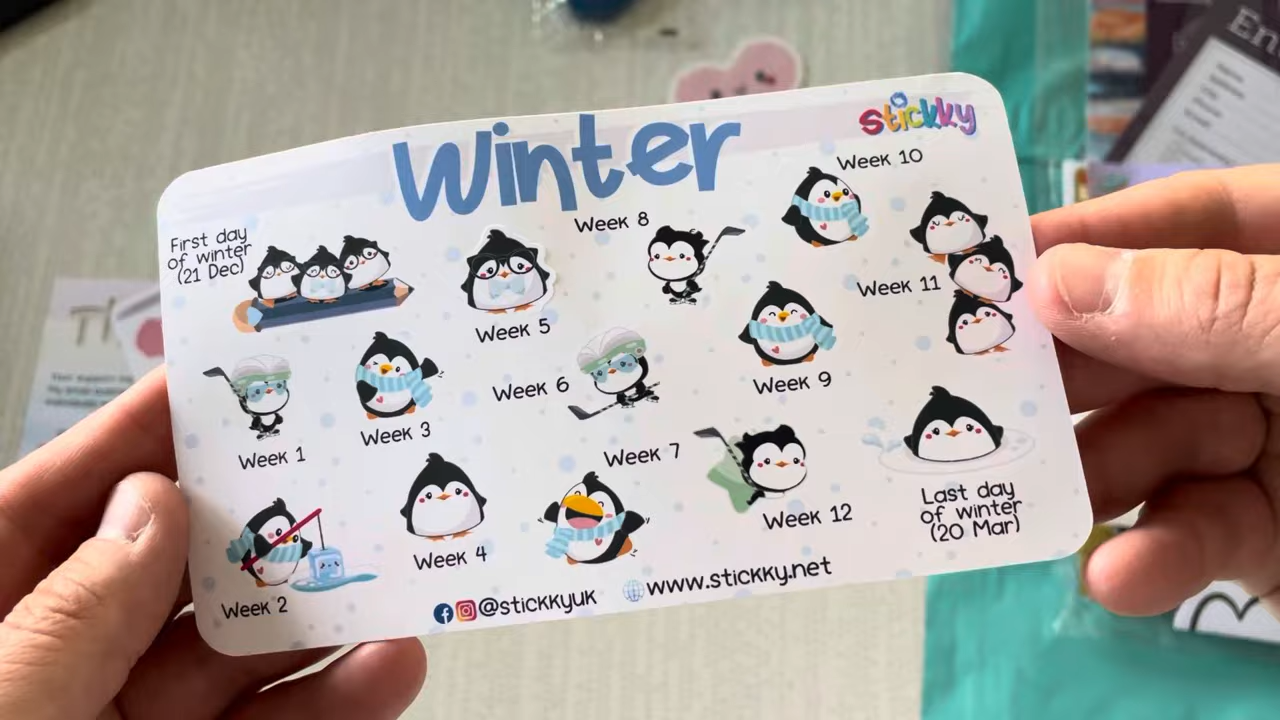 Winter
stickky
First day
of winter
(21 Dec)
Week 1
Week 2
Week 3
Week 4
Week 5
Week 6
Week 7
Week 8
Week 9
Week 10
Week 11
Week 12
Last day
of winter
(20 Mar)
@stickkyuk
www.stickky.net